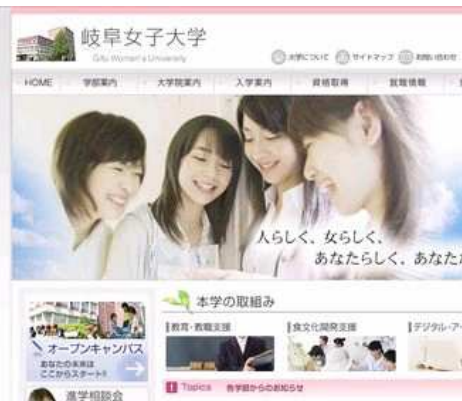 岐阜女子大学
Gifu Women's University
大学について サイトマップ お問い合わせ
HOME 学部案内 大学院案内 入学案内 資格取得 就職情報
人らしく、女らしく、
あなたらしく、あなた
本学の取組み
教育・教職支援 食文化開発支援 デジタル・アー
オープンキャンパス
あなたの未来は
ここからスタート!!
Topics 各学部からのお知らせ
進学相談会